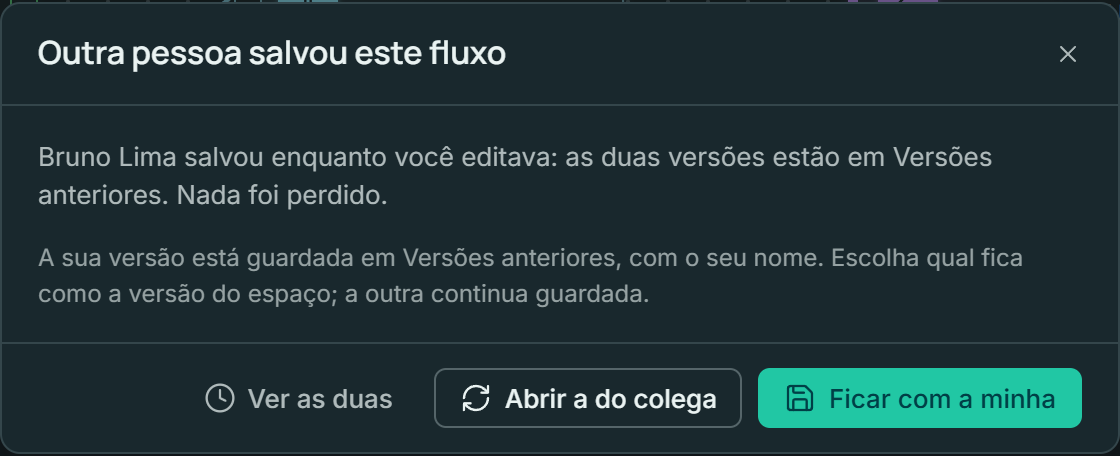 Outra pessoa salvou este fluxo
Bruno Lima salvou enquanto você editava: as duas versões estão em Versões
anteriores. Nada foi perdido.
A sua versão está guardada em Versões anteriores, com o seu nome. Escolha qual fica
como a versão do espaço; a outra continua guardada.
Ver as duas
Abrir a do colega
Ficar com a minha